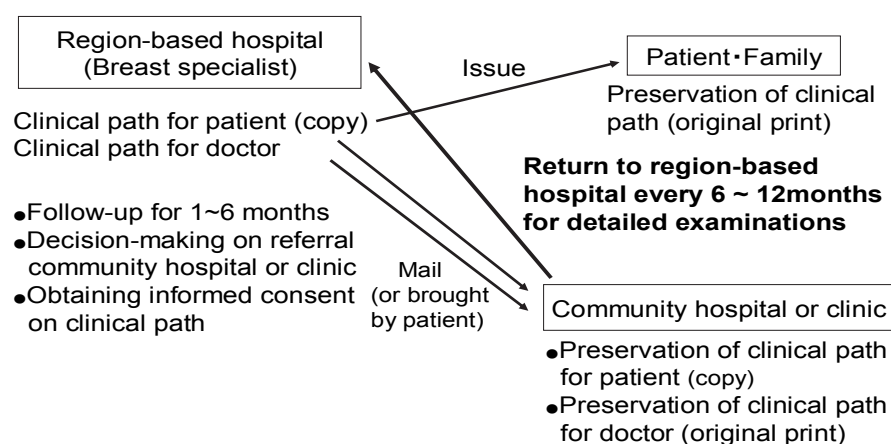 Region-based hospital
(Breast specialist)
Issue
Patient・Family
Preservation of clinical
path (original print)
Clinical path for patient (copy)
Clinical path for doctor
Return to region-based
hospital every 6 ~ 12months
for detailed examinations
●Follow-up for 1~6 months
●Decision-making on referral
community hospital or clinic
●Obtaining informed consent
on clinical path
Mail
(or brought
by patient)
Community hospital or clinic
●Preservation of clinical path
for patient (copy)
●Preservation of clinical path
for doctor (original print)